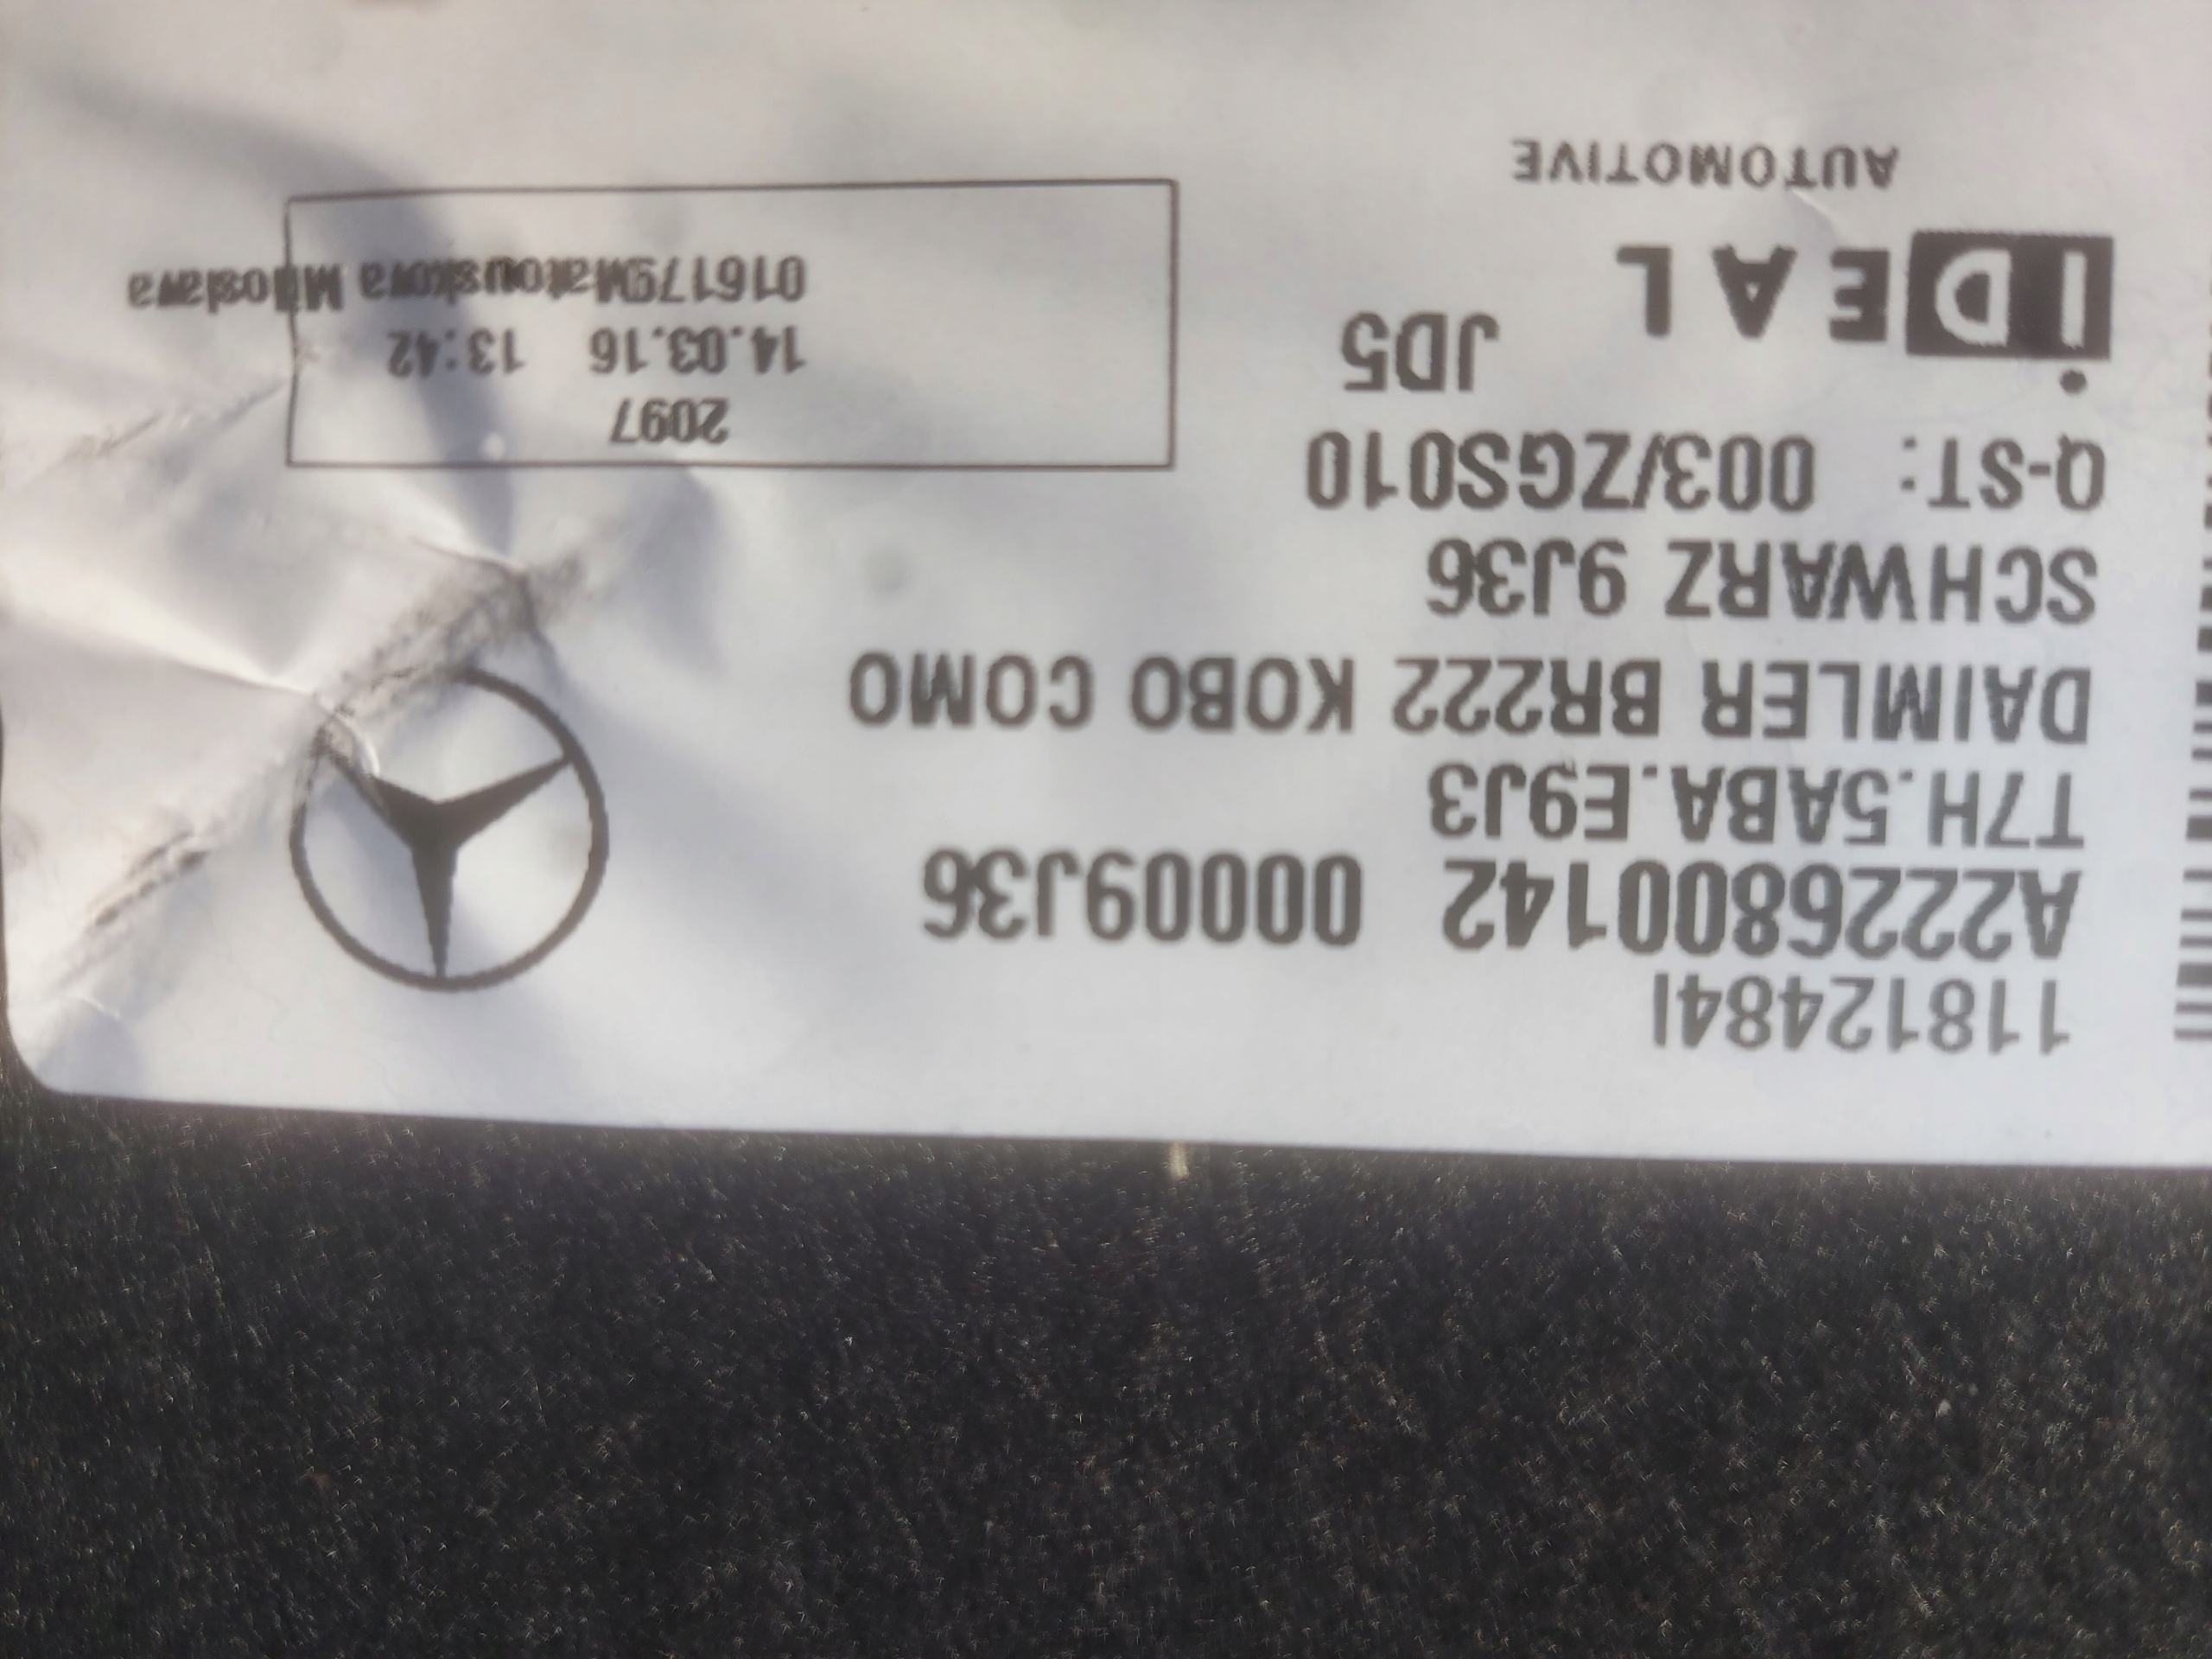 11812484I
A2226800142 00009J36
T7H.5ABA.E9J3
DAIMLER BR222 KOBO COMO
SCHWARZ 9J36
Q-ST: 003/ZGS010
JD5
iDEAL
AUTOMOTIVE
2097
14.03.16 13:42
016179Matouskova Miloslava